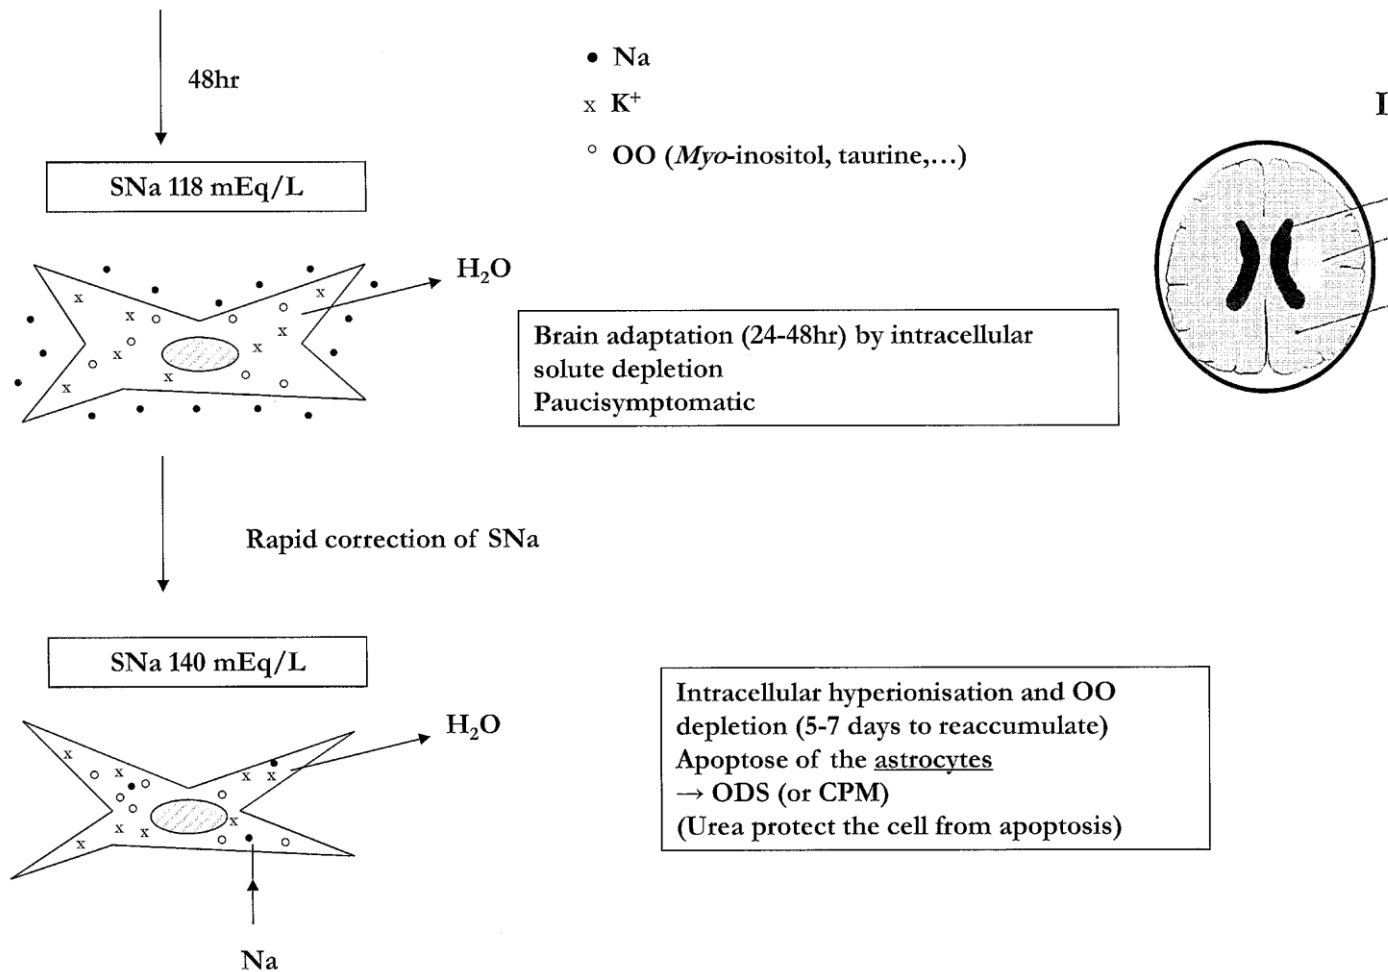 48hr
• Na
x K⁺
° OO (Myo-inositol, taurine,...)
I
SNa 118 mEq/L
H₂O
Brain adaptation (24-48hr) by intracellular
solute depletion
Paucisymptomatic
Rapid correction of SNa
SNa 140 mEq/L
H₂O
Intracellular hyperionisation and OO
depletion (5-7 days to reaccumulate)
Apoptose of the astrocytes
→ ODS (or CPM)
(Urea protect the cell from apoptosis)
Na